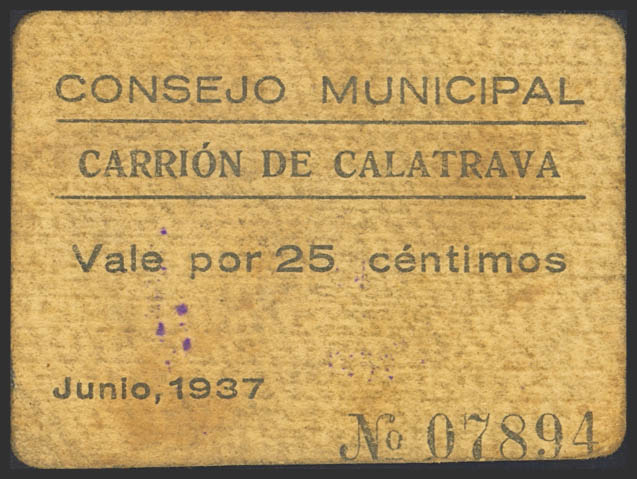 CONSEJO MUNICIPAL
CARRIÓN DE CALATRAVA
Vale por 25 céntimos
Junio, 1937
No 07894